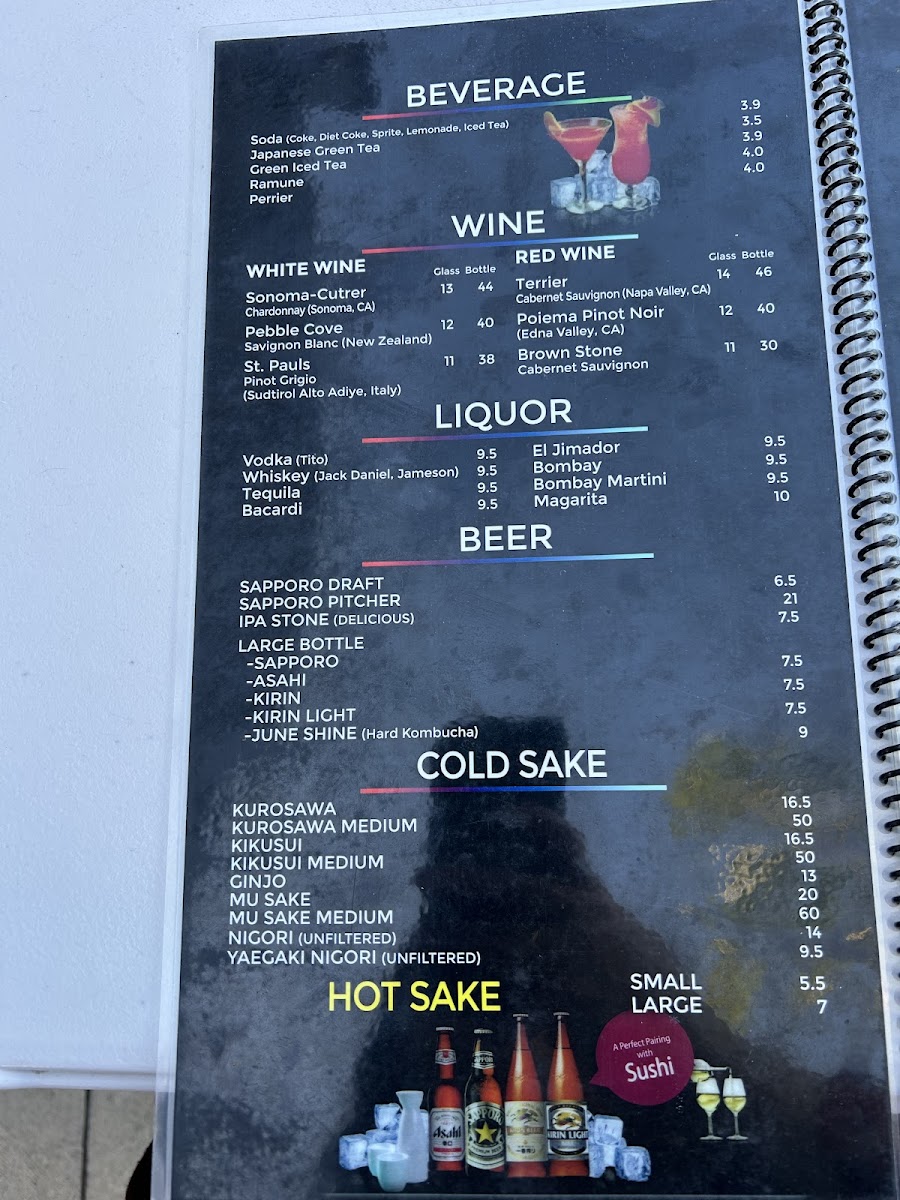 BEVERAGE
Soda (Coke, Diet Coke, Sprite, Lemonade, Iced Tea) 3.9
Japanese Green Tea 3.5
Green Iced Tea 3.9
Ramune 4.0
Perrier 4.0
WINE
WHITE WINE Glass Bottle
Sonoma-Cutrer 13 44
Chardonnay (Sonoma, CA)
Pebble Cove 12 40
Savignon Blanc (New Zealand)
St. Pauls 11 38
Pinot Grigio
(Sudtirol Alto Adiye, Italy)
RED WINE Glass Bottle
Terrier 14 46
Cabernet Sauvignon (Napa Valley, CA)
Poiema Pinot Noir 12 40
(Edna Valley, CA)
Brown Stone 11 30
Cabernet Sauvignon
LIQUOR
Vodka (Tito) 9.5
Whiskey (Jack Daniel, Jameson) 9.5
Tequila 9.5
Bacardi 9.5
El Jimador 9.5
Bombay 9.5
Bombay Martini 9.5
Magarita 10
BEER
SAPPORO DRAFT 6.5
SAPPORO PITCHER 21
IPA STONE (DELICIOUS) 7.5
LARGE BOTTLE
-SAPPORO 7.5
-ASAHI 7.5
-KIRIN
-KIRIN LIGHT 7.5
-JUNE SHINE (Hard Kombucha) 9
COLD SAKE
KUROSAWA 16.5
KUROSAWA MEDIUM 50
KIKUSUI 16.5
KIKUSUI MEDIUM 50
GINJO 13
MU SAKE 20
MU SAKE MEDIUM 60
NIGORI (UNFILTERED) 14
YAEGAKI NIGORI (UNFILTERED) 9.5
HOT SAKE
SMALL 5.5
LARGE 7
A Perfect Pairing
with
Sushi
Asahi
SAPPORO
KIRIN LIGHT